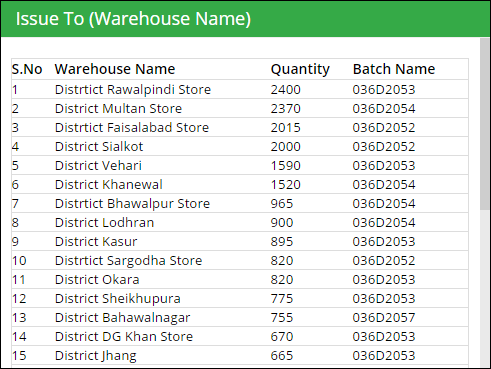 Issue To (Warehouse Name)
S.No Warehouse Name Quantity Batch Name
1 Distrtict Rawalpindi Store 2400 036D2053
2 District Multan Store 2370 036D2054
3 Distrtict Faisalabad Store 2015 036D2052
4 District Sialkot 2000 036D2052
5 District Vehari 1590 036D2053
6 District Khanewal 1520 036D2054
7 Distrtict Bhawalpur Store 965 036D2054
8 District Lodhran 900 036D2054
9 District Kasur 895 036D2053
10 Distrtict Sargodha Store 820 036D2052
11 District Okara 820 036D2053
12 District Sheikhupura 775 036D2053
13 District Bahawalnagar 755 036D2057
14 District DG Khan Store 670 036D2053
15 District Jhang 665 036D2053